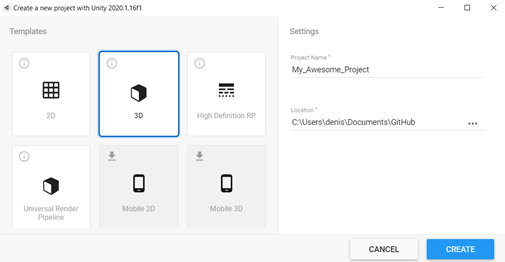 Create a new project with Unity 2020.1.16f1
Templates
2D
3D
High Definition RP
Universal Render
Pipeline
Mobile 2D
Mobile 3D
Settings
Project Name *
My_Awesome_Project
Location *
C:\Users\denis\Documents\GitHub
CANCEL
CREATE